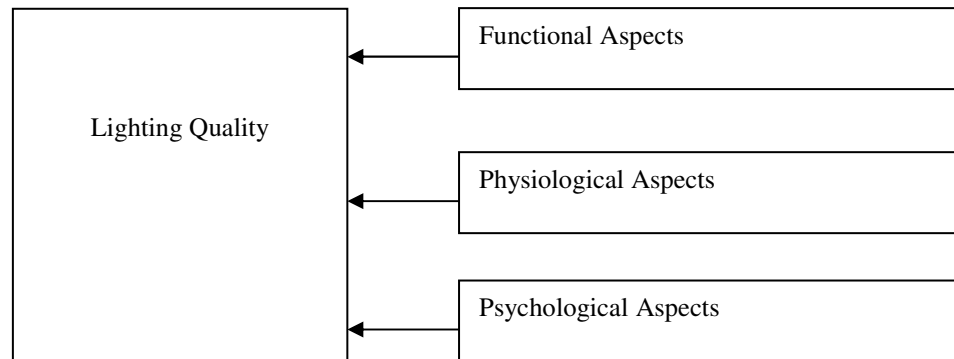 Functional Aspects
Lighting Quality
Physiological Aspects
Psychological Aspects